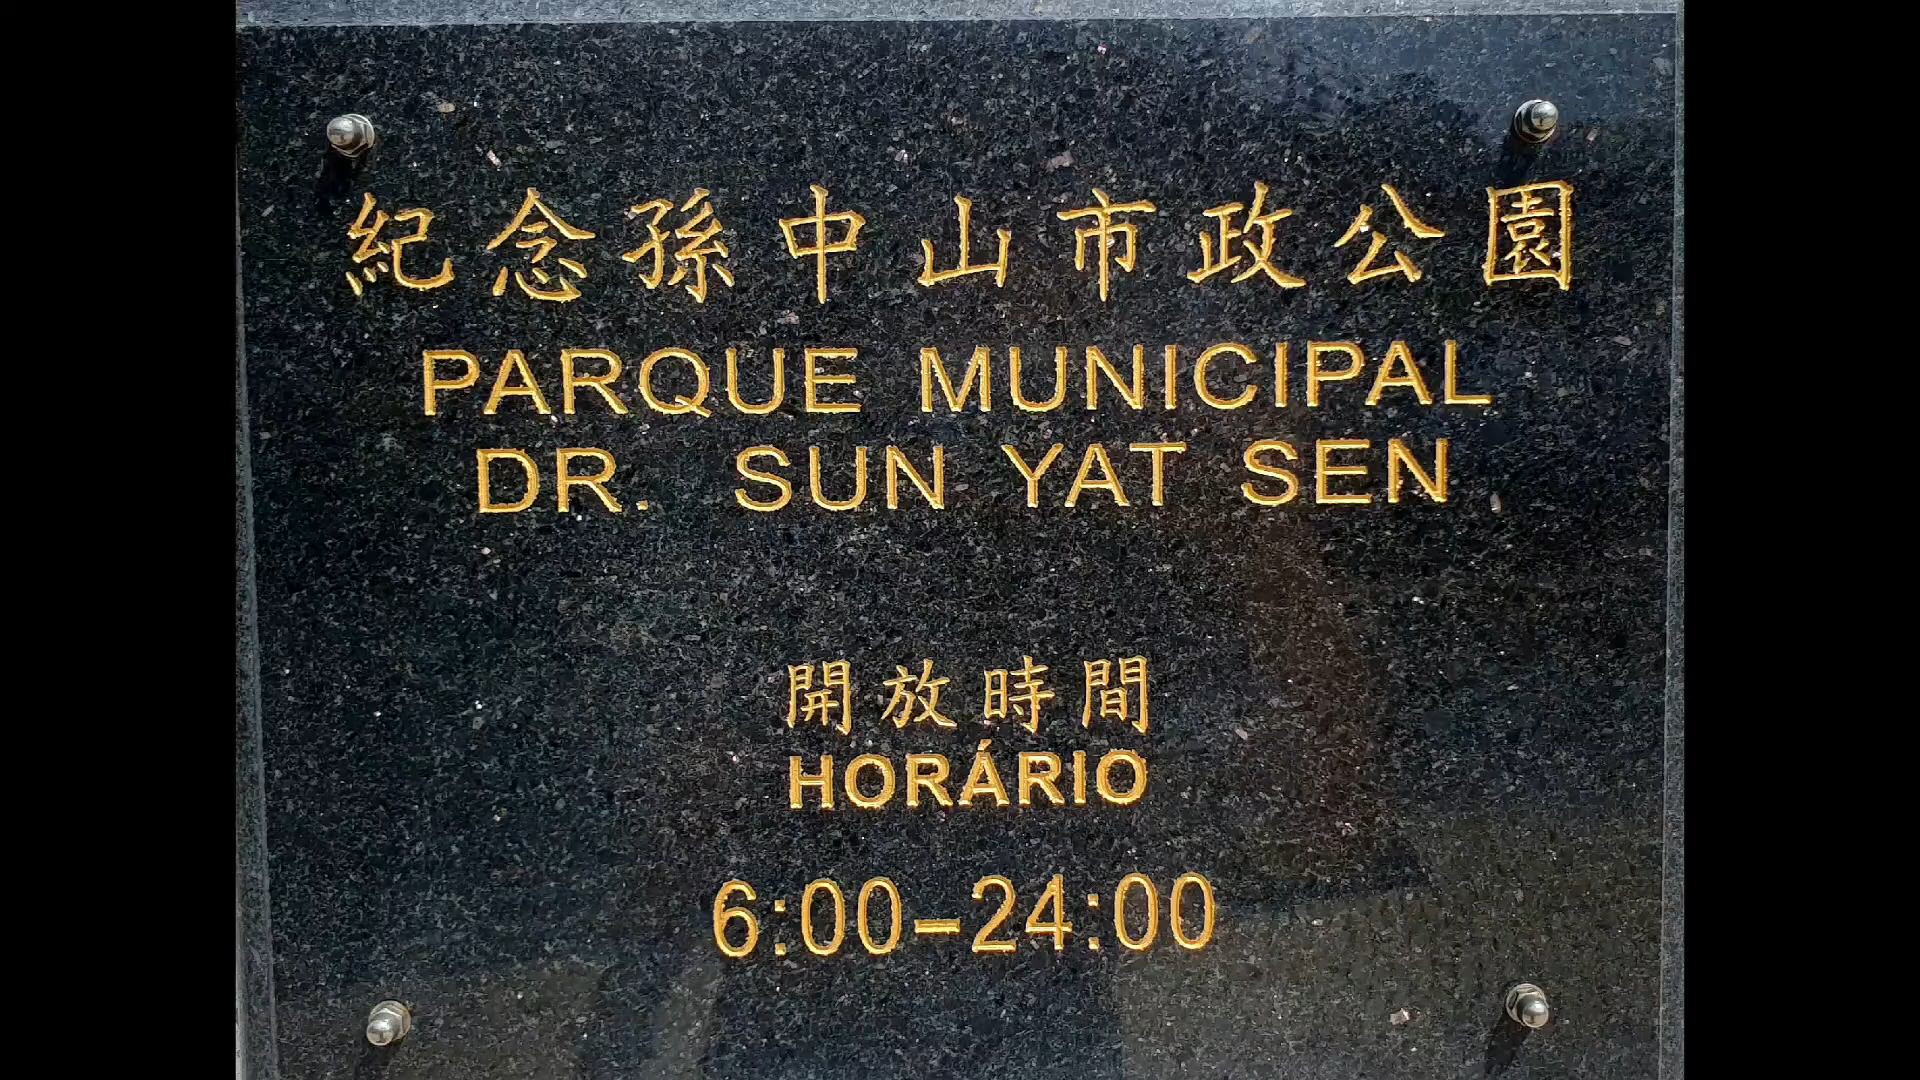 紀念孫中山市政公園
PARQUE MUNICIPAL
DR. SUN YAT SEN
開放時間
HORÁRIO
6:00–24:00